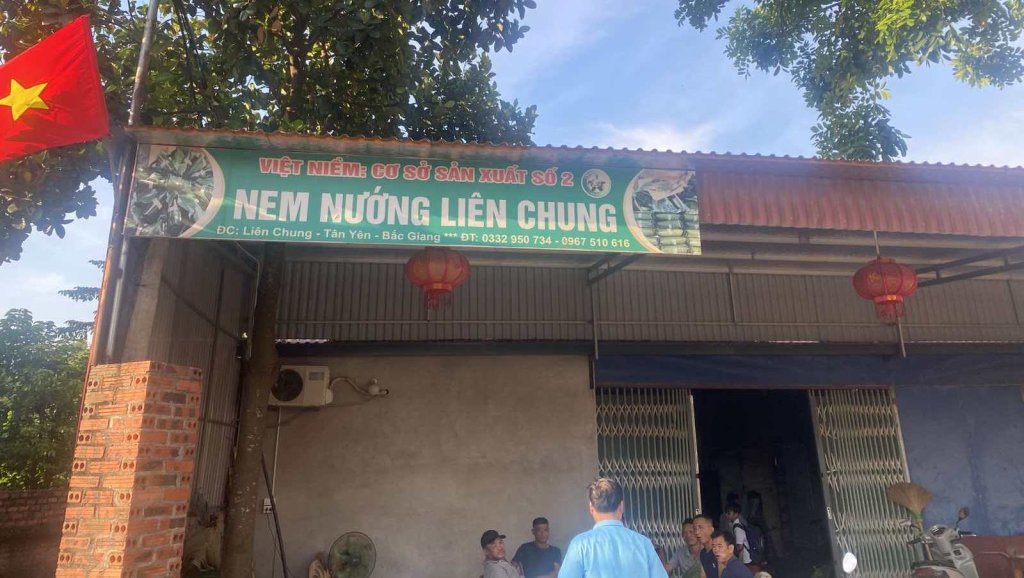 VIỆT NIỀM: CƠ SỞ SẢN XUẤT SỐ 2
NEM NƯỚNG LIÊN CHUNG
ĐC: Liên Chung - Tân Yên - Bắc Giang *** ĐT: 0332 950 734 - 0967 510 616